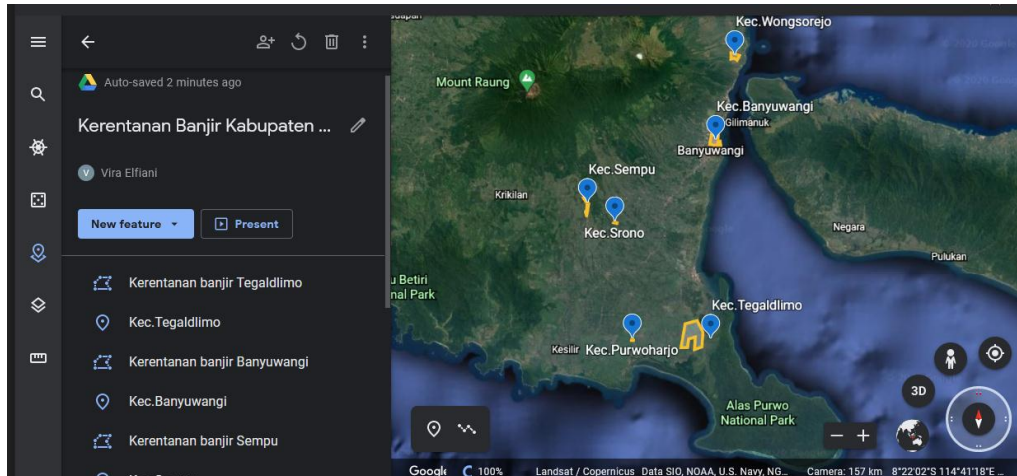 Auto-saved 2 minutes ago
Kerentanan Banjir Kabupaten ...
V Vira Elfiani
New feature
Present
Kerentanan banjir Tegaldlimo
Kec.Tegaldlimo
Kerentanan banjir Banyuwangi
Kec.Banyuwangi
Kerentanan banjir Sempu
Kec.Wongsorejo
Mount Raung
Kec.Banyuwangi
Gilimanuk
Banyuwangi
Kec.Sempu
Krikilan
Kec.Srono
Negara
Pulukan
u Betiri
nal Park
Kec.Tegaldlimo
Kesilir
Kec.Purwoharjo
Alas Purwo
National Park
3D
Google
100%
Landsat / Copernicus Data SIO, NOAA, U.S. Navy, NG...
Camera: 157 km 8°22'02"S 114°41'18"E ...